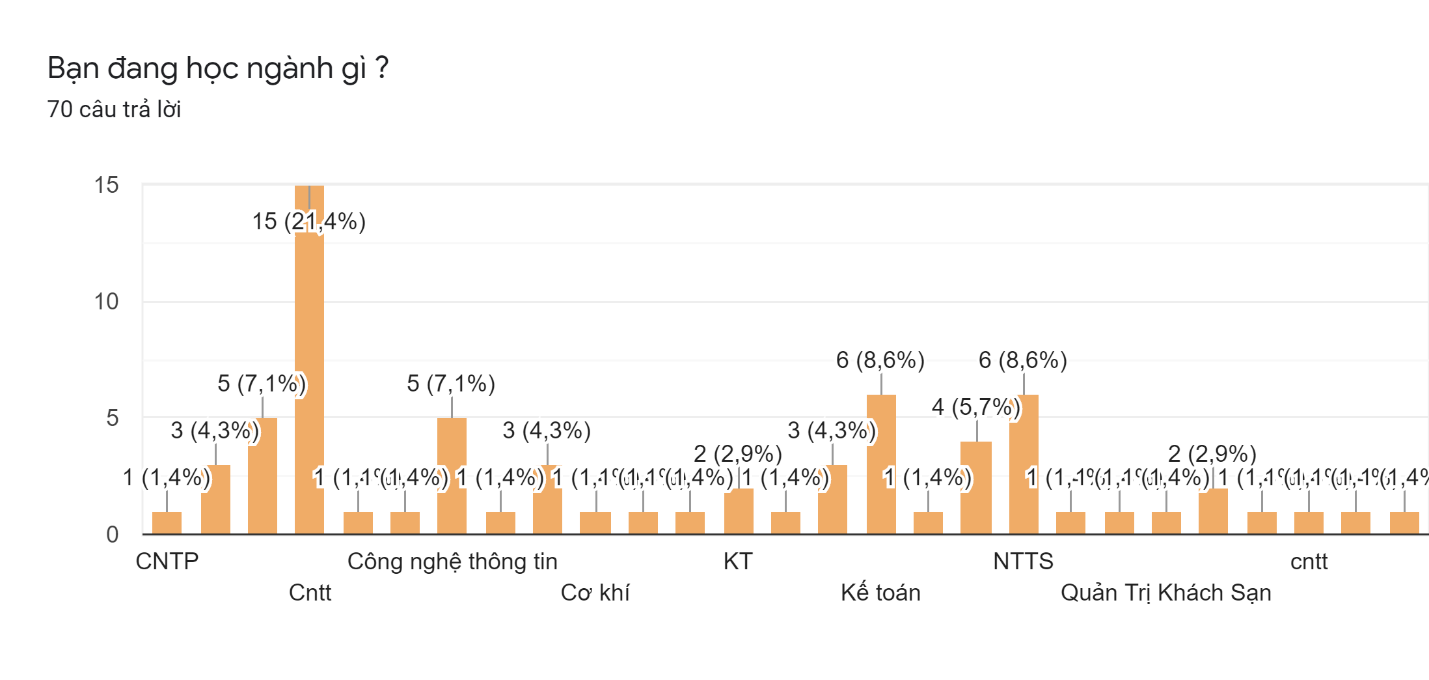 Bạn đang học ngành gì ?
70 câu trả lời
15
10
5
0
1 (1,4%)
3 (4,3%)
5 (7,1%)
15 (21,4%)
5 (7,1%)
1 (1,4%)
3 (4,3%)
2 (2,9%)
1 (1,4%)
3 (4,3%)
6 (8,6%)
1 (1,4%)
4 (5,7%)
6 (8,6%)
2 (2,9%)
CNTP
Cntt
Công nghệ thông tin
Cơ khí
KT
Kế toán
NTTS
Quản Trị Khách Sạn
cntt